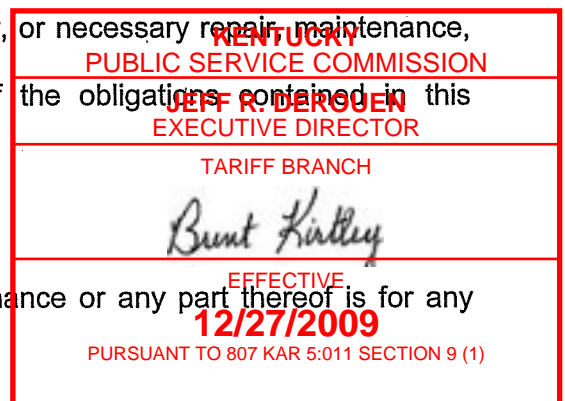 , or necessary repair, maintenance,
KENTUCKY
PUBLIC SERVICE COMMISSION
the obligations contained in this
JEFF R. DEROUEN
EXECUTIVE DIRECTOR
TARIFF BRANCH
Brent Kirtley
EFFECTIVE
ance or any part thereof is for any
12/27/2009
PURSUANT TO 807 KAR 5:011 SECTION 9 (1)